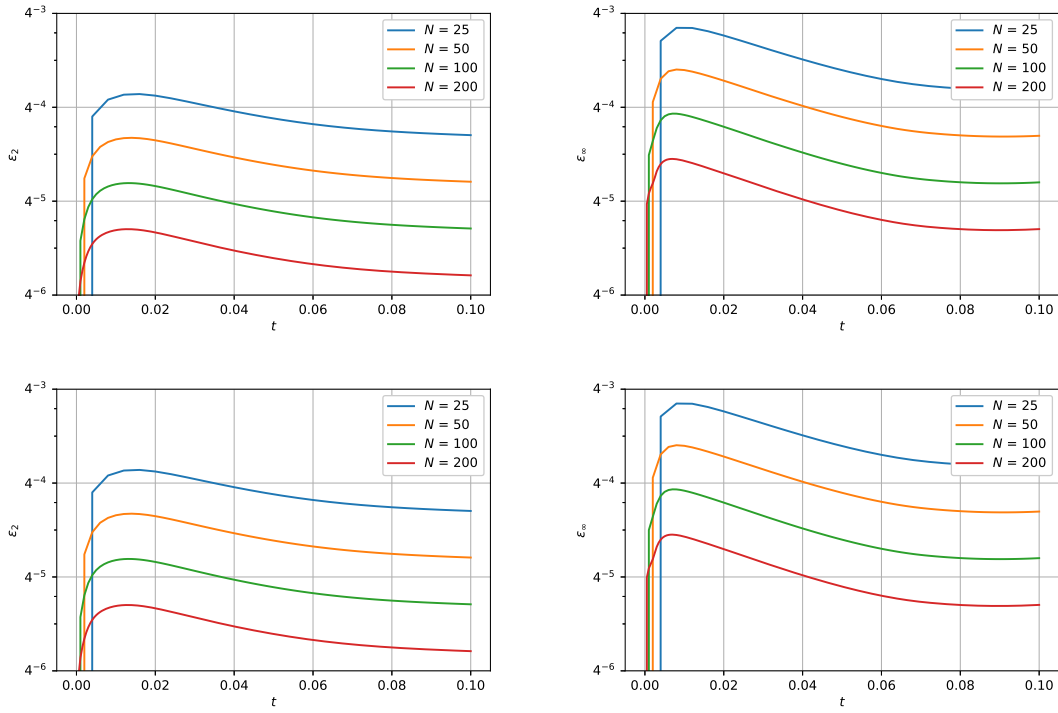 4⁻³
4⁻⁴
4⁻⁵
4⁻⁶
ε₂
0.00 0.02 0.04 0.06 0.08 0.10
t
N = 25
N = 50
N = 100
N = 200
4⁻³
4⁻⁴
4⁻⁵
4⁻⁶
ε∞
0.00 0.02 0.04 0.06 0.08 0.10
t
N = 25
N = 50
N = 100
N = 200
4⁻³
4⁻⁴
4⁻⁵
4⁻⁶
ε₂
0.00 0.02 0.04 0.06 0.08 0.10
t
N = 25
N = 50
N = 100
N = 200
4⁻³
4⁻⁴
4⁻⁵
4⁻⁶
ε∞
0.00 0.02 0.04 0.06 0.08 0.10
t
N = 25
N = 50
N = 100
N = 200